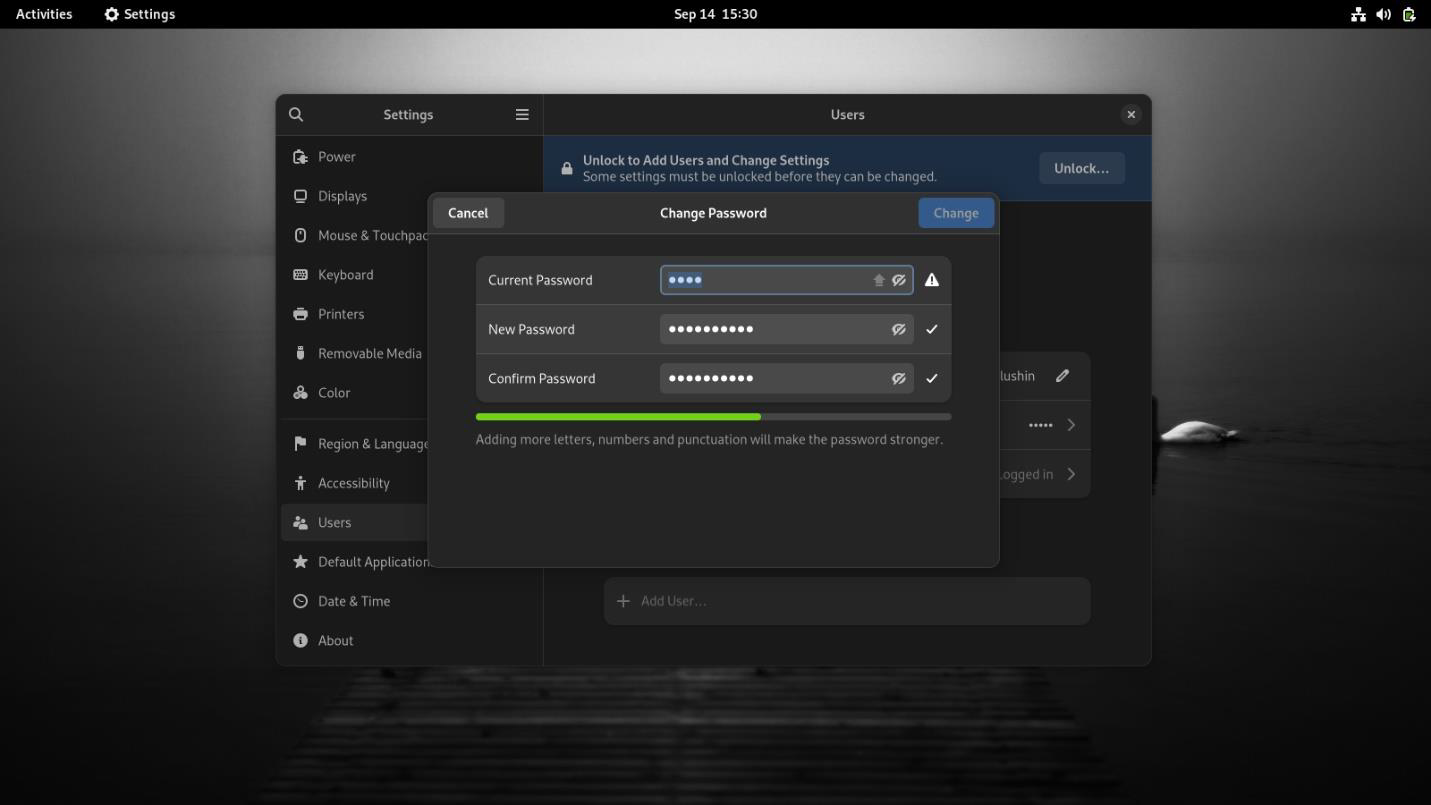 Activities
Settings
Sep 14 15:30
Settings
Users
Power
Displays
Mouse & Touchpad
Keyboard
Printers
Removable Media
Color
Region & Language
Accessibility
Users
Default Application
Date & Time
About
Unlock to Add Users and Change Settings
Some settings must be unlocked before they can be changed.
Unlock...
Cancel
Change Password
Change
Current Password
••••
New Password
••••••••••
Confirm Password
••••••••••
Adding more letters, numbers and punctuation will make the password stronger.
lushin
•••••
ogged in
Add User...